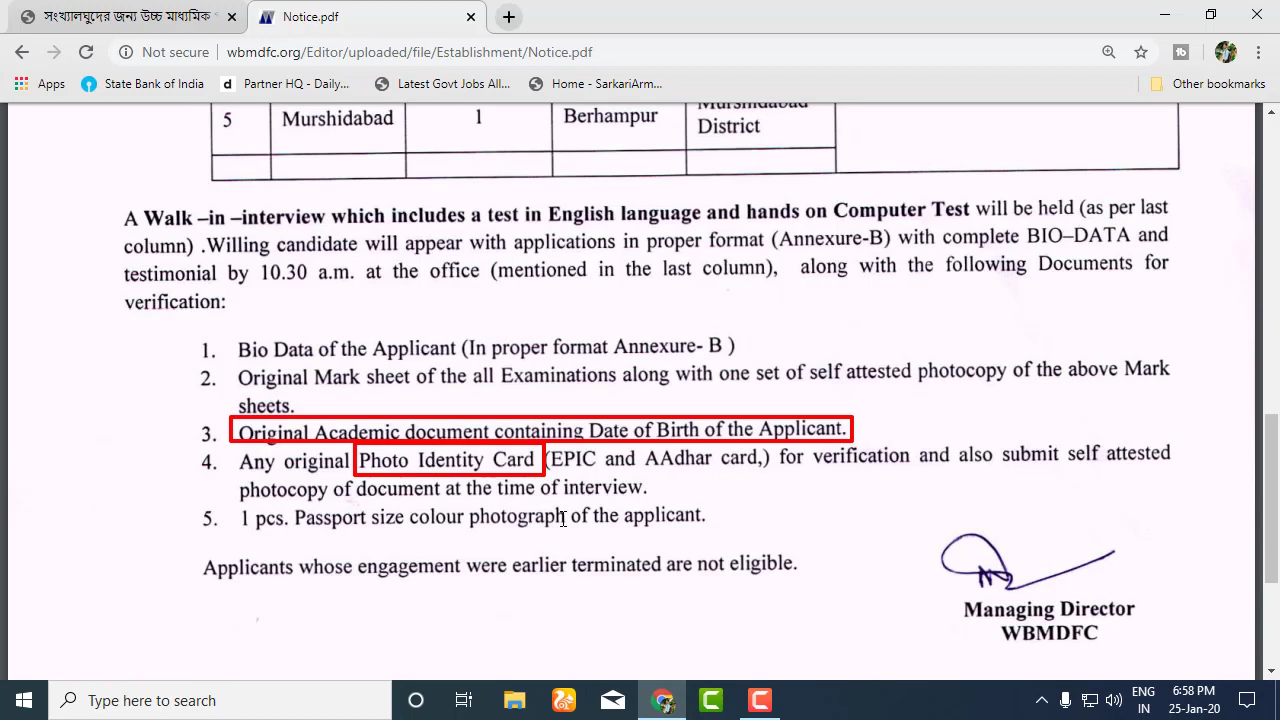 সংখ্যালঘুদের জন্য উচ্চ মাধ্যমিক
Notice.pdf
Not secure
wbmdfc.org/Editor/uploaded/file/Establishment/Notice.pdf
Apps
State Bank of India
Partner HQ - Daily...
Latest Govt Jobs All...
Home - SarkariArm...
Other bookmarks
5 Murshidabad 1 Berhampur Murshidabad
District
A Walk –in –interview which includes a test in English language and hands on Computer Test will be held (as per last
column) .Willing candidate will appear with applications in proper format (Annexure-B) with complete BIO–DATA and
testimonial by 10.30 a.m. at the office (mentioned in the last column), along with the following Documents for
verification:
1. Bio Data of the Applicant (In proper format Annexure- B )
2. Original Mark sheet of the all Examinations along with one set of self attested photocopy of the above Mark
sheets.
3. Original Academic document containing Date of Birth of the Applicant.
4. Any original Photo Identity Card (EPIC and AAdhar card,) for verification and also submit self attested
photocopy of document at the time of interview.
5. 1 pcs. Passport size colour photograph of the applicant.
Applicants whose engagement were earlier terminated are not eligible.
Managing Director
WBMDFC
Type here to search
ENG
IN
6:58 PM
25-Jan-20